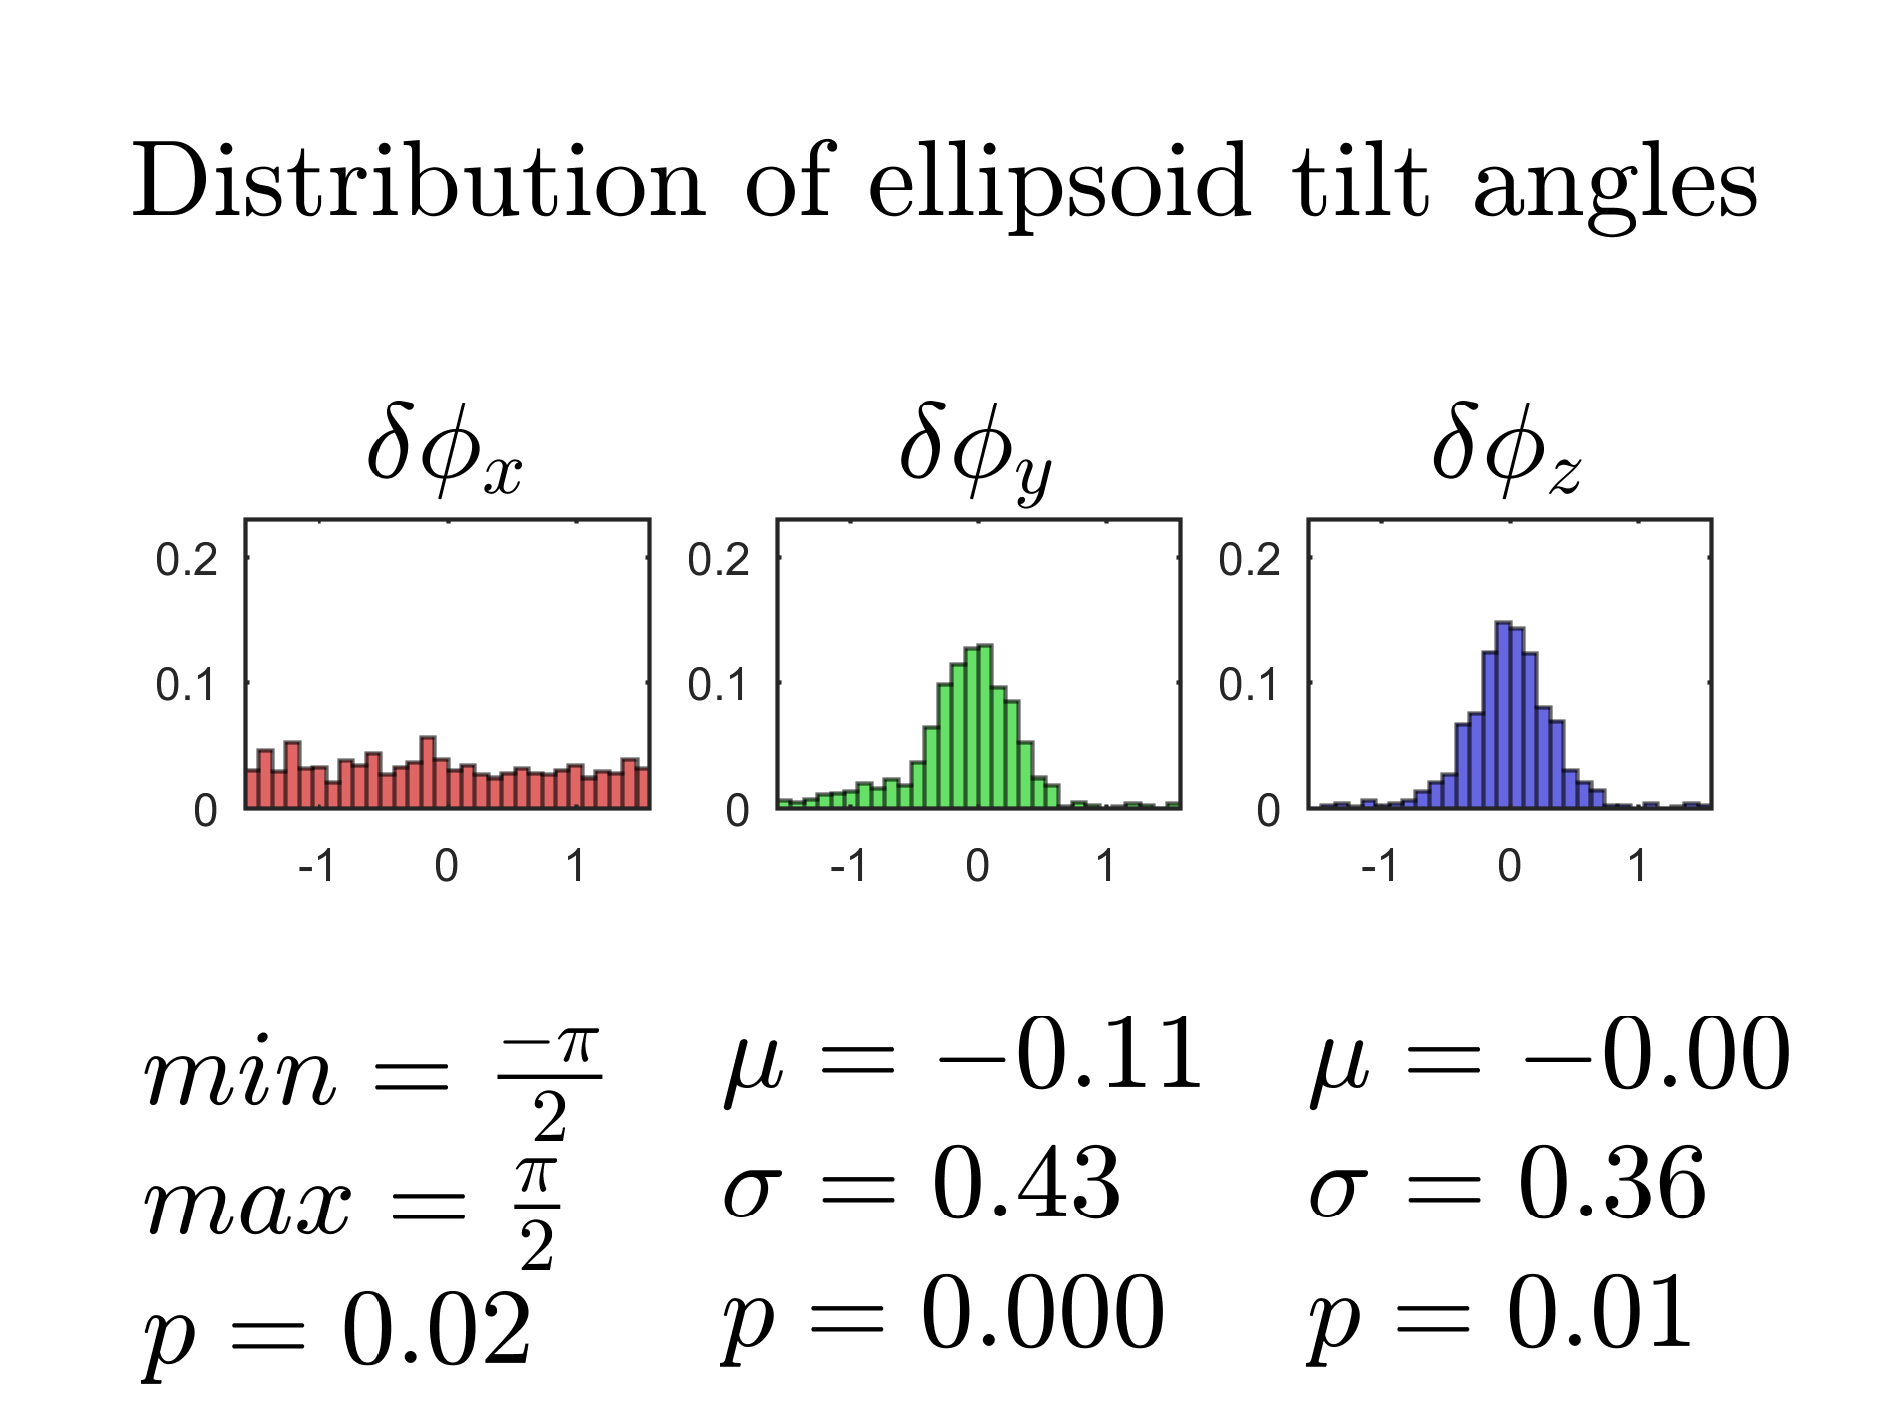 Distribution of ellipsoid tilt angles
δϕx δϕy δϕz
0.2 0.2 0.2
0.1 0.1 0.1
0 0 0
-1 0 1 -1 0 1 -1 0 1
min = −π/2 μ = −0.11 μ = −0.00
max = π/2 σ = 0.43 σ = 0.36
p = 0.02 p = 0.000 p = 0.01